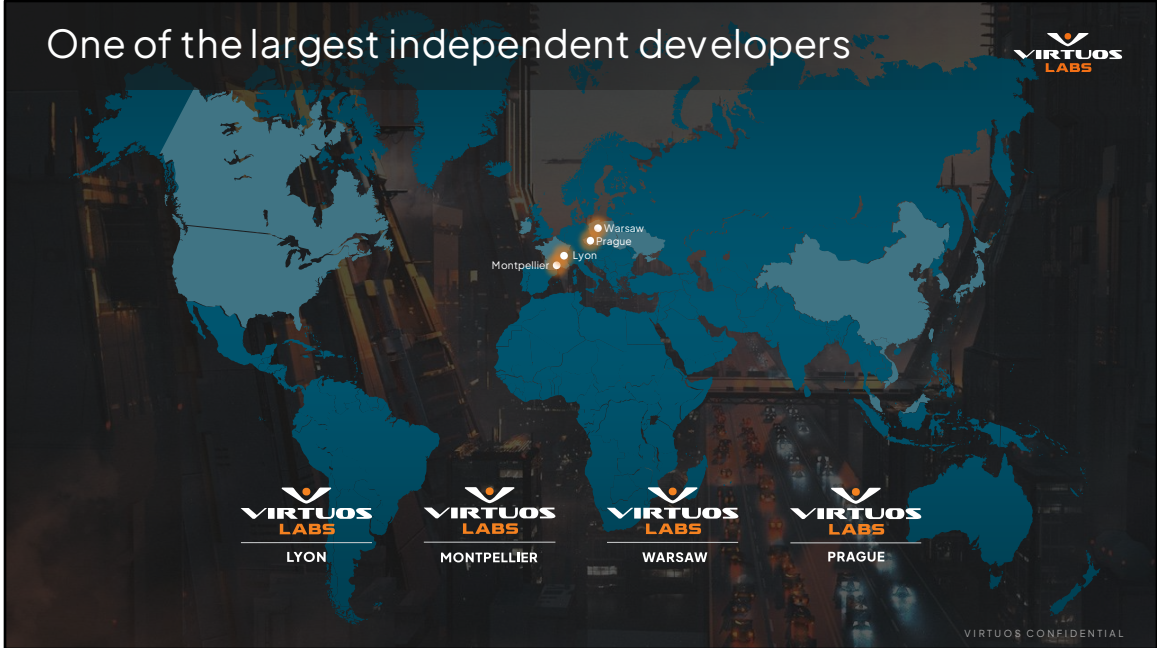 One of the largest independent developers
VIRTUOS
LABS
Warsaw
Prague
Lyon
Montpellier
VIRTUOS
LABS
LYON
VIRTUOS
LABS
MONTPELLIER
VIRTUOS
LABS
WARSAW
VIRTUOS
LABS
PRAGUE
VIRTUOS CONFIDENTIAL